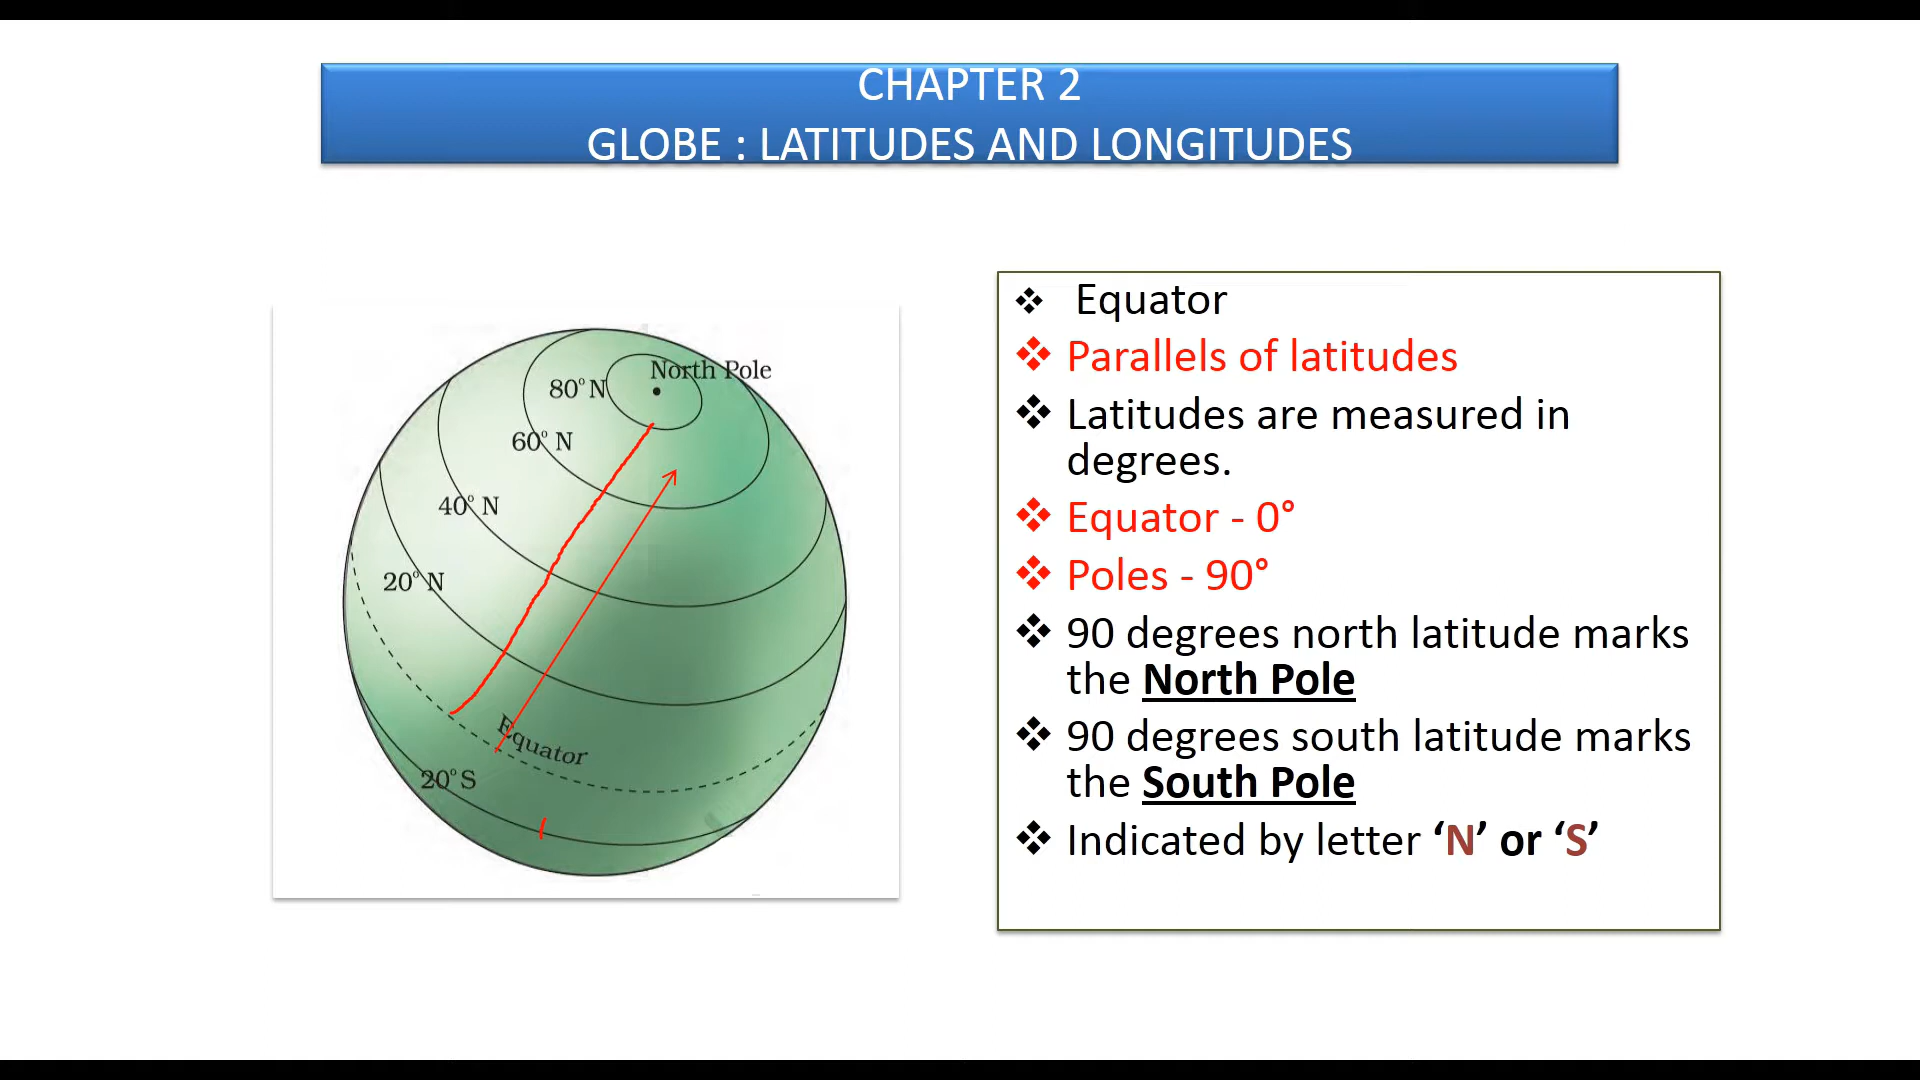 CHAPTER 2
GLOBE : LATITUDES AND LONGITUDES
North Pole
80° N
60° N
40° N
20° N
Equator
20° S
❖ Equator
❖ Parallels of latitudes
❖ Latitudes are measured in
degrees.
❖ Equator - 0°
❖ Poles - 90°
❖ 90 degrees north latitude marks
the North Pole
❖ 90 degrees south latitude marks
the South Pole
❖ Indicated by letter ‘N’ or ‘S’